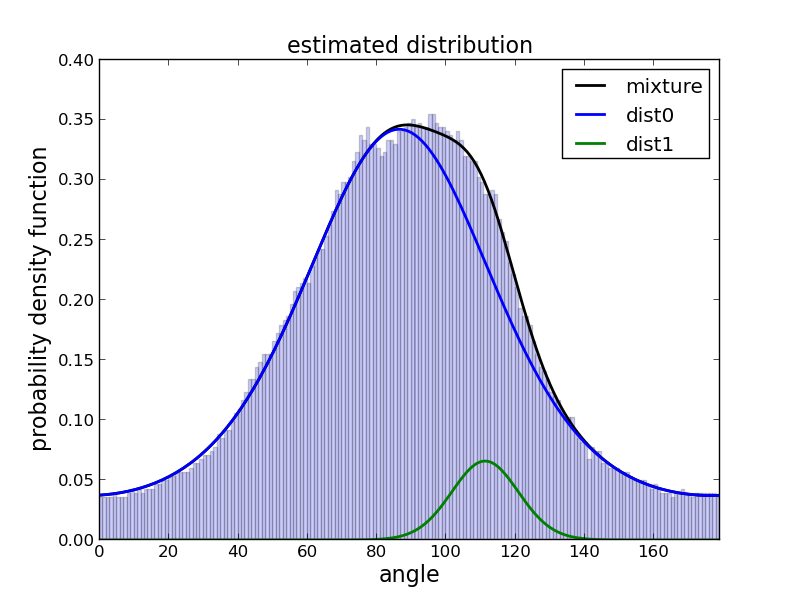 estimated distribution
probability density function
0.40
0.35
0.30
0.25
0.20
0.15
0.10
0.05
0.00
mixture
dist0
dist1
0 20 40 60 80 100 120 140 160
angle